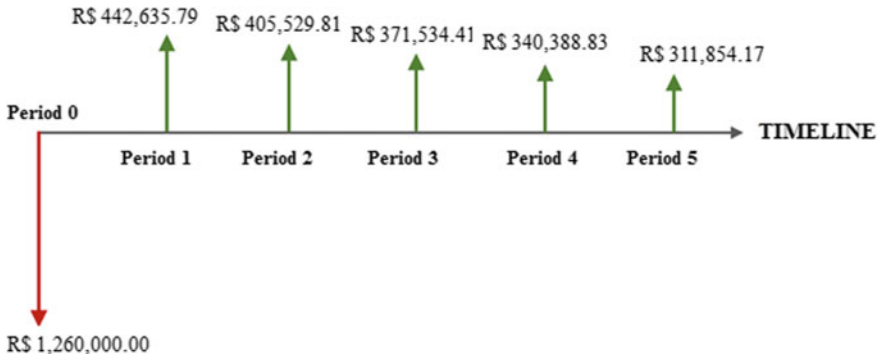 R$ 442,635.79
R$ 405,529.81
R$ 371,534.41
R$ 340,388.83
R$ 311,854.17
Period 0
TIMELINE
Period 1
Period 2
Period 3
Period 4
Period 5
R$ 1,260,000.00